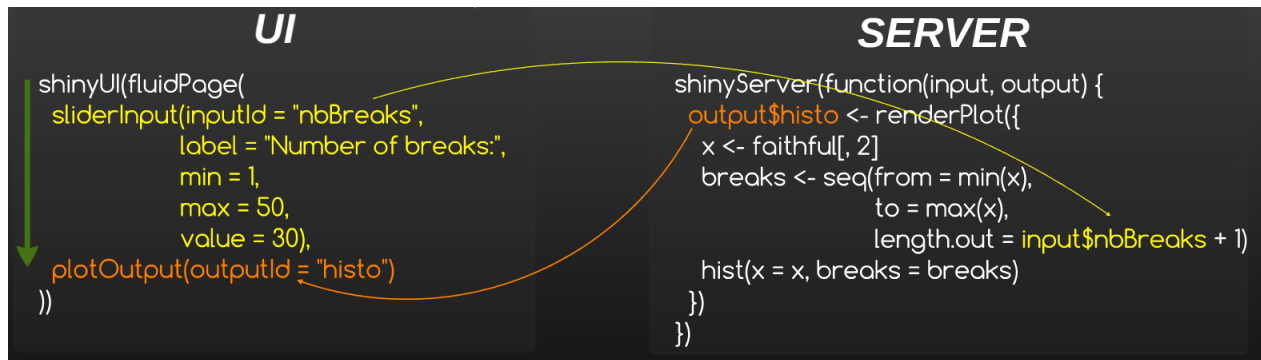 UI
shinyUI(fluidPage(
sliderInput(inputId = "nbBreaks",
label = "Number of breaks:",
min = 1,
max = 50,
value = 30),
plotOutput(outputId = "histo")
))
SERVER
shinyServer(function(input, output) {
output$histo <- renderPlot({
x <- faithful[, 2]
breaks <- seq(from = min(x),
to = max(x),
length.out = input$nbBreaks + 1)
hist(x = x, breaks = breaks)
})
})